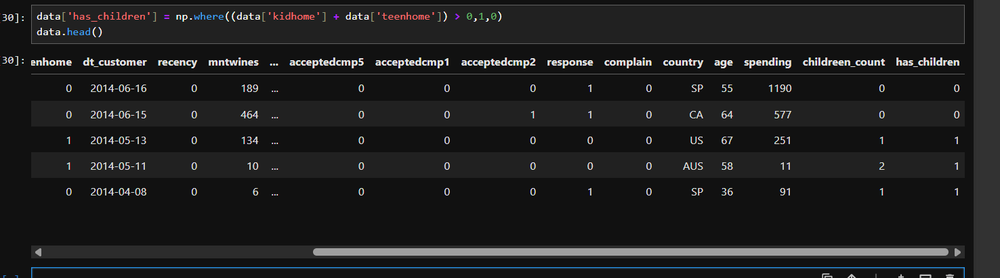 30]:
data['has_children'] = np.where((data['kidhome'] + data['teenhome']) > 0,1,0)
data.head()
30]:
enhome dt_customer recency mntwines ... acceptedcmp5 acceptedcmp1 acceptedcmp2 response complain country age spending childreen_count has_children
0 2014-06-16 0 189 ... 0 0 0 1 0 SP 55 1190 0 0
0 2014-06-15 0 464 ... 0 0 1 1 0 CA 64 577 0 0
1 2014-05-13 0 134 ... 0 0 0 0 0 US 67 251 1 1
1 2014-05-11 0 10 ... 0 0 0 0 0 AUS 58 11 2 1
0 2014-04-08 0 6 ... 0 0 0 1 0 SP 36 91 1 1